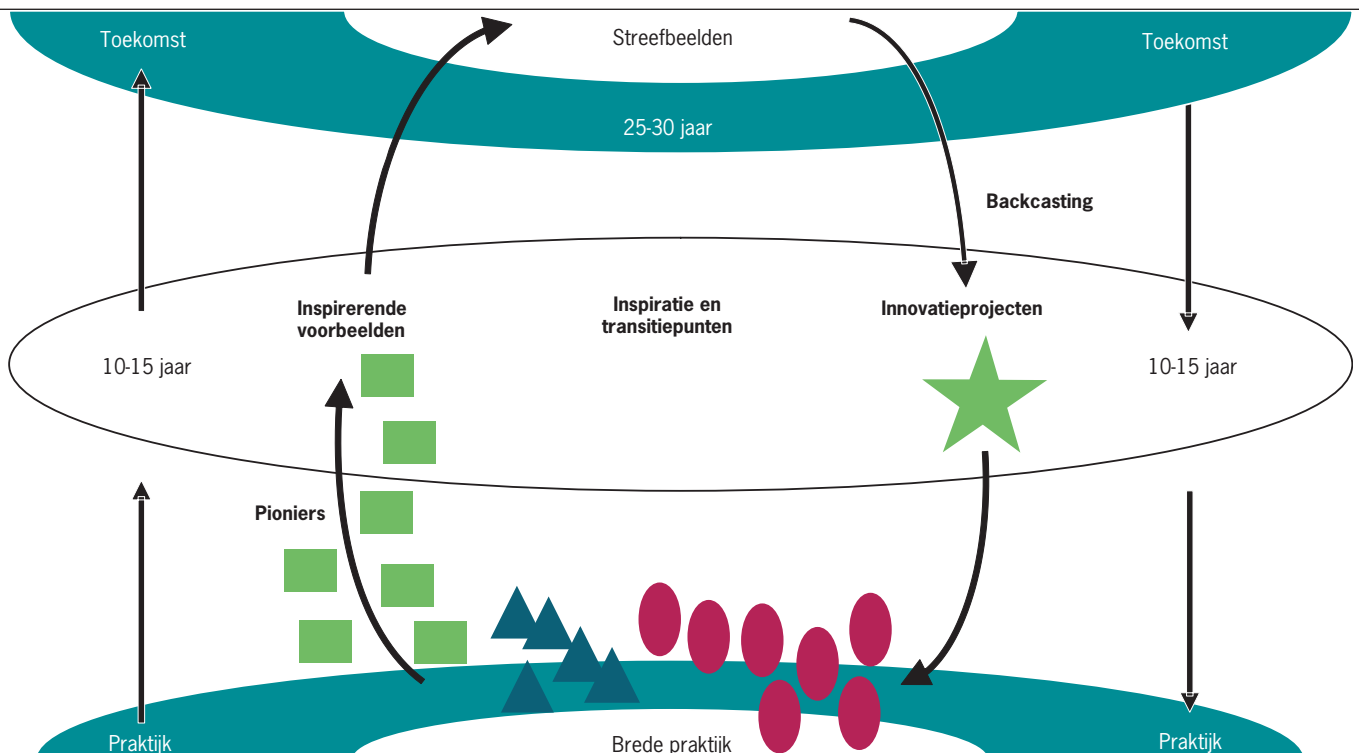 Toekomst
Streefbeelden
Toekomst
25-30 jaar
Backcasting
Inspirerende
voorbeelden
Inspiratie en
transitiepunten
Innovatieprojecten
10-15 jaar
10-15 jaar
Pioniers
Praktijk
Brede praktijk
Praktijk